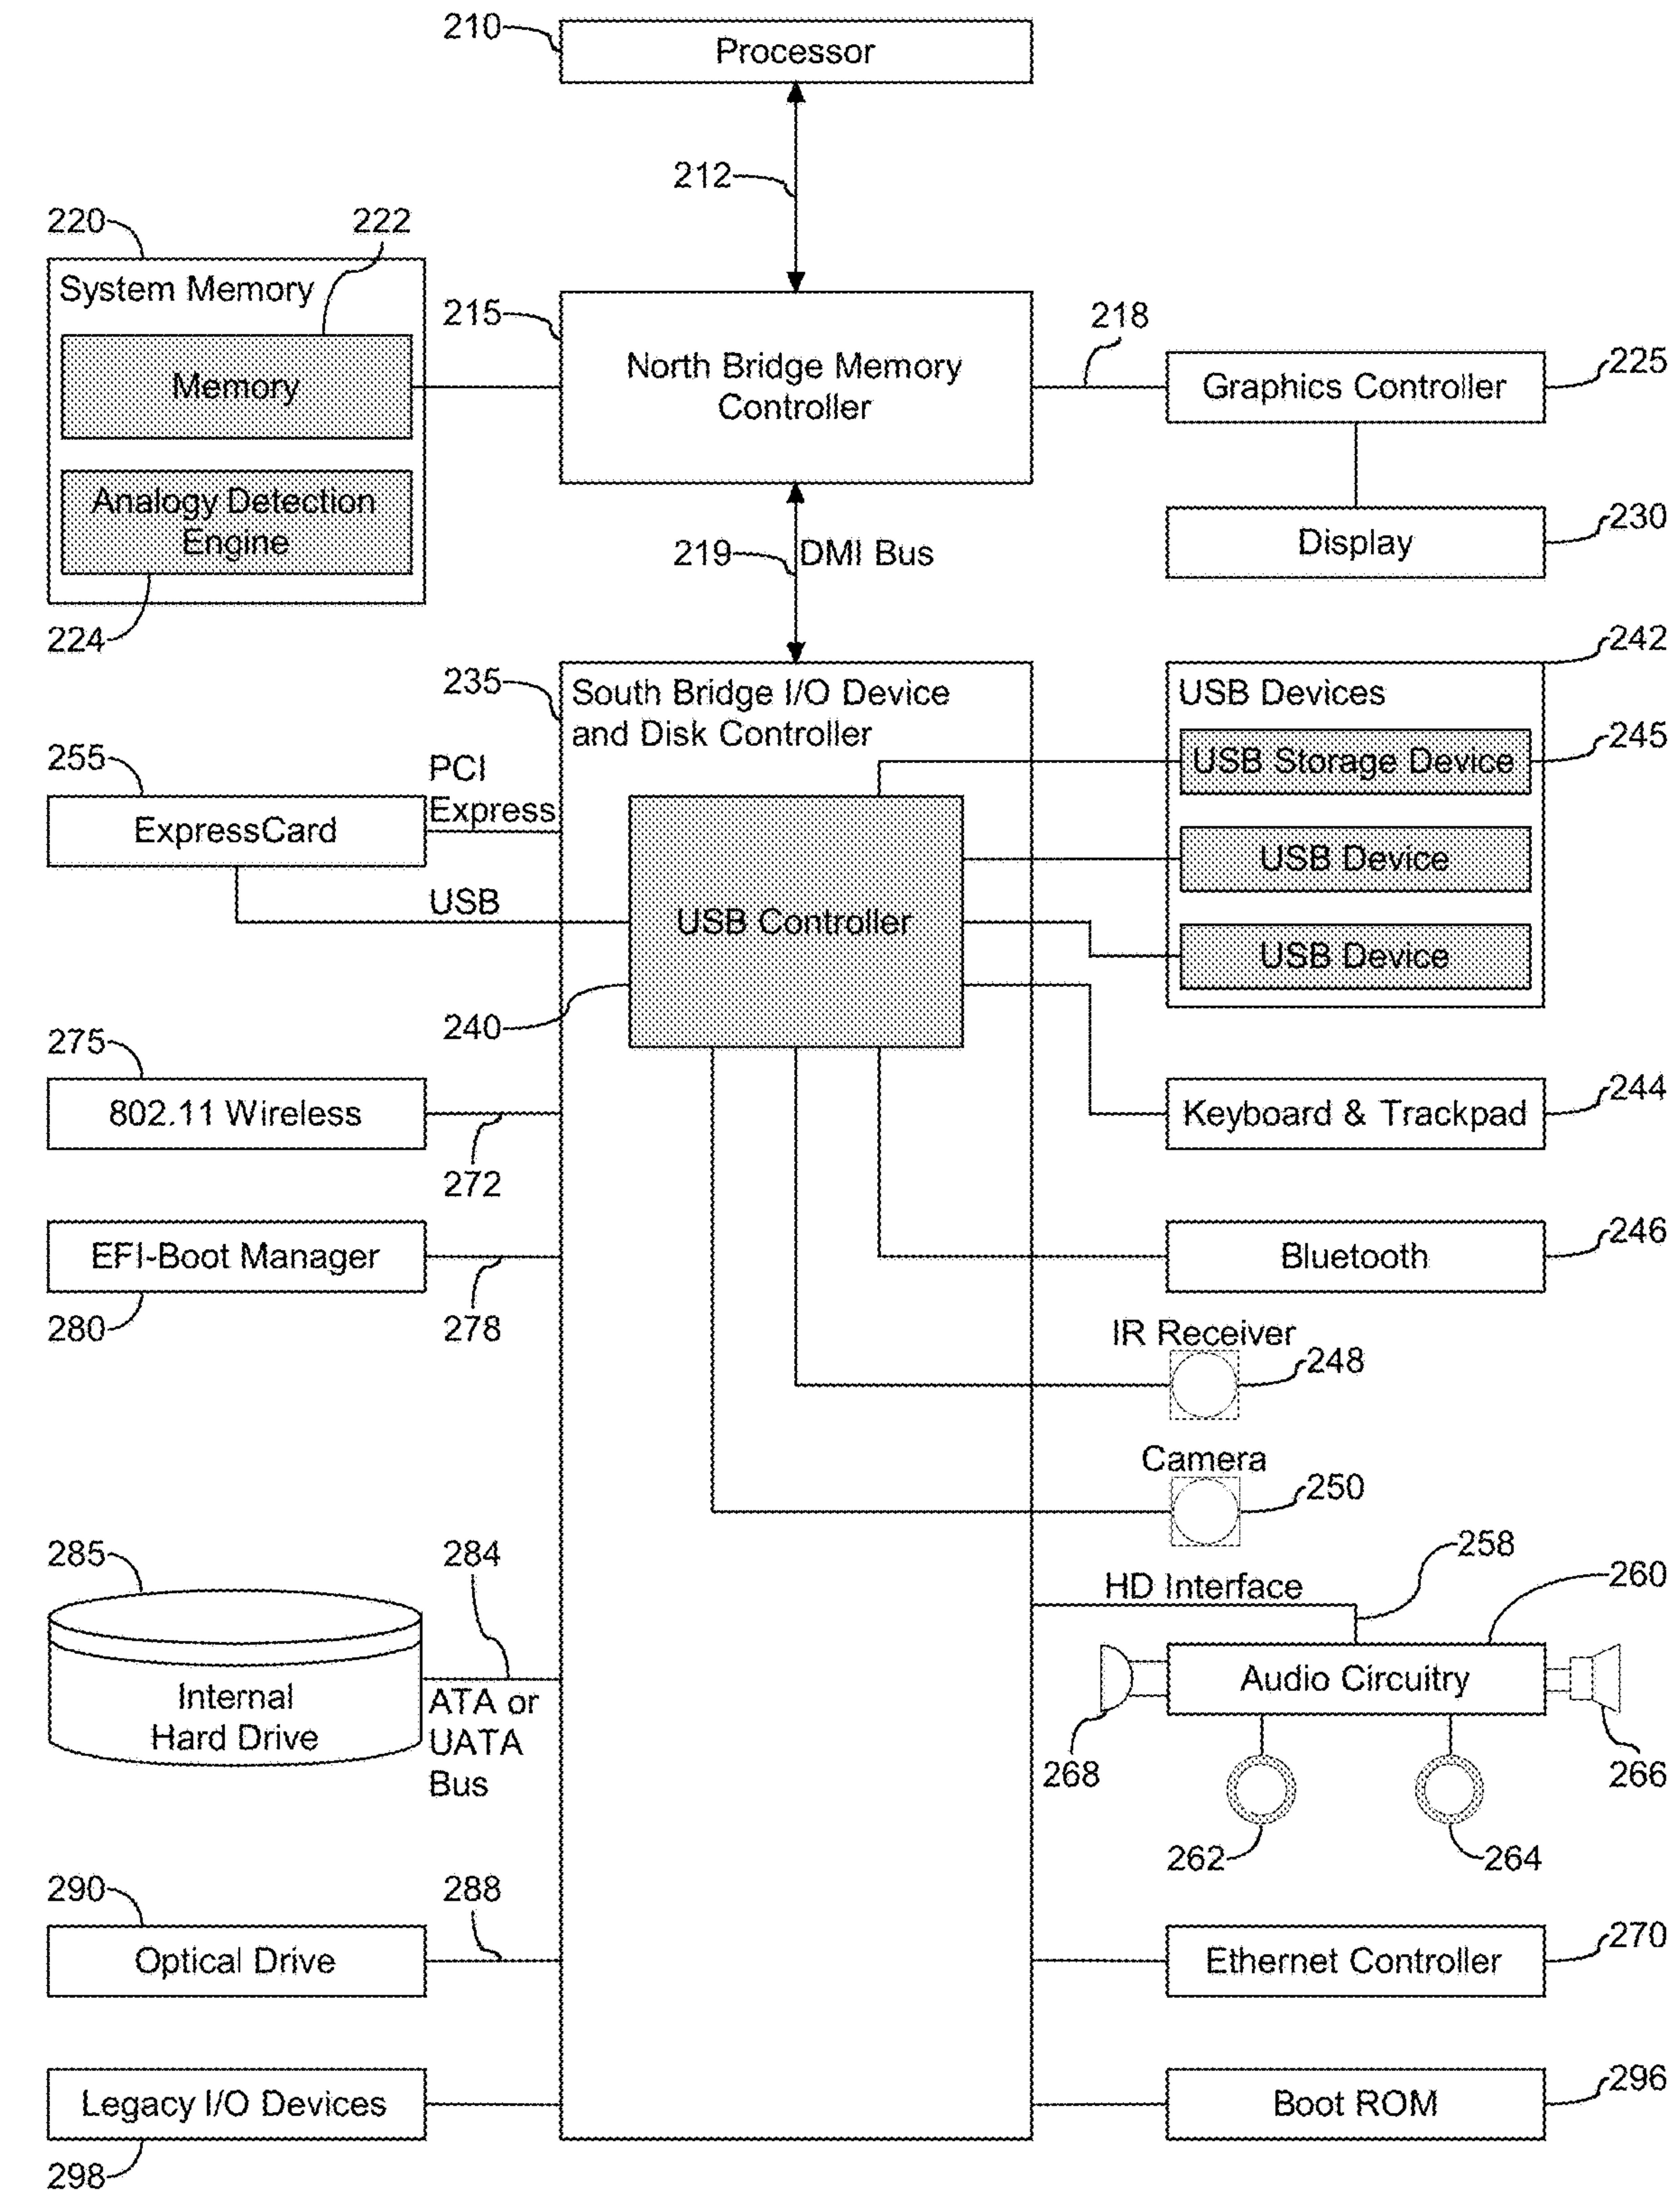 210
Processor
212
220
222
System Memory
215
218
Memory
North Bridge Memory
Controller
Graphics Controller
225
Analogy Detection
Engine
219
DMI Bus
Display
230
224
235
South Bridge I/O Device
and Disk Controller
242
USB Devices
USB Storage Device
245
255
PCI
Express
ExpressCard
USB Device
USB
USB Controller
USB Device
240
275
802.11 Wireless
272
Keyboard & Trackpad
244
EFI-Boot Manager
280
278
Bluetooth
246
IR Receiver
248
Camera
250
285
284
258
HD Interface
260
Internal
Hard Drive
ATA or
UATA
Bus
Audio Circuitry
268
266
262
264
290
288
Optical Drive
Ethernet Controller
270
Legacy I/O Devices
298
Boot ROM
296